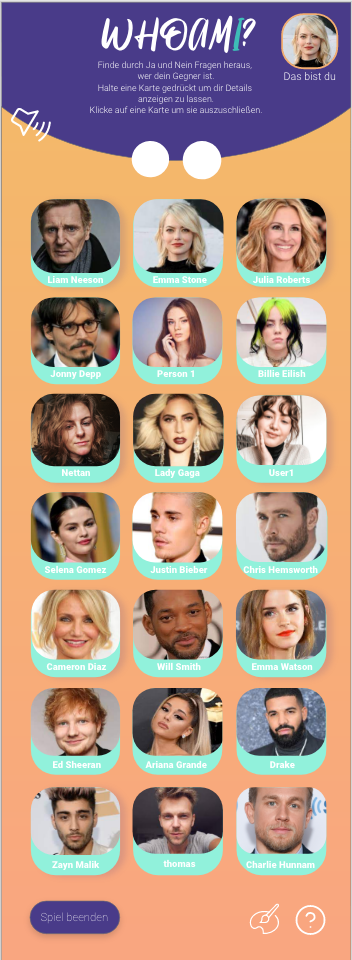 WHOAMI?
Finde durch Ja und Nein Fragen heraus,
wer dein Gegner ist.
Halte eine Karte gedrückt um dir Details
anzeigen zu lassen.
Klicke auf eine Karte um sie auszuschließen.
Das bist du
Liam Neeson
Emma Stone
Julia Roberts
Jonny Depp
Person 1
Billie Eilish
Nattan
Lady Gaga
User1
Selena Gomez
Justin Bieber
Chris Hemsworth
Cameron Diaz
Will Smith
Emma Watson
Ed Sheeran
Ariana Grande
Drake
Zayn Malik
thomas
Charlie Hunnam
Spiel beenden
?